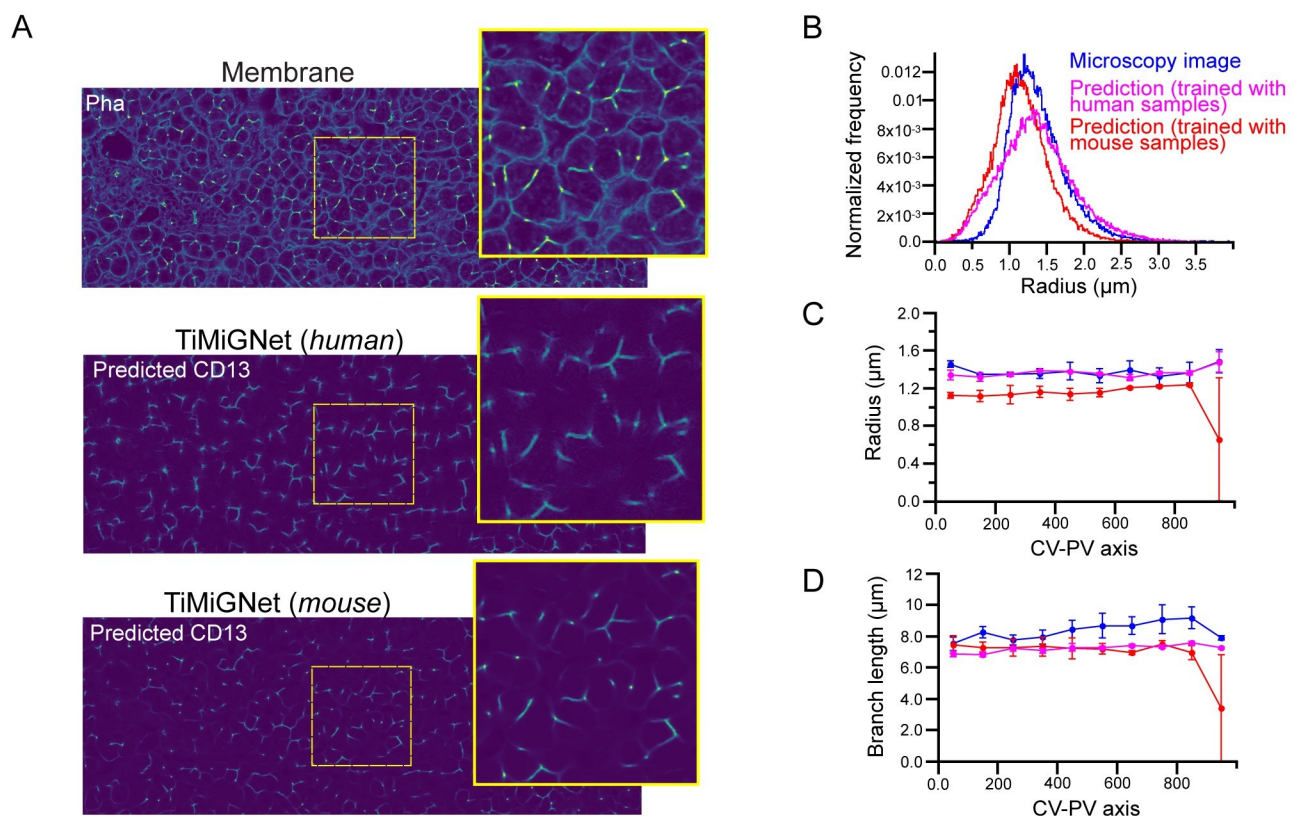 A
Membrane
Pha
TiMiGNet (human)
Predicted CD13
TiMiGNet (mouse)
Predicted CD13
B
Normalized frequency
0.012
0.01
8x10⁻³
6x10⁻³
4x10⁻³
2x10⁻³
0.0
0.0 0.5 1.0 1.5 2.0 2.5 3.0 3.5
Radius (µm)
Microscopy image
Prediction (trained with
human samples)
Prediction (trained with
mouse samples)
C
Radius (µm)
2.0
1.6
1.2
0.8
0.4
0.0
0.0 200 400 600 800
CV-PV axis
D
Branch length (µm)
12
10
8.0
6.0
4.0
2.0
0.0
0.0 200 400 600 800
CV-PV axis